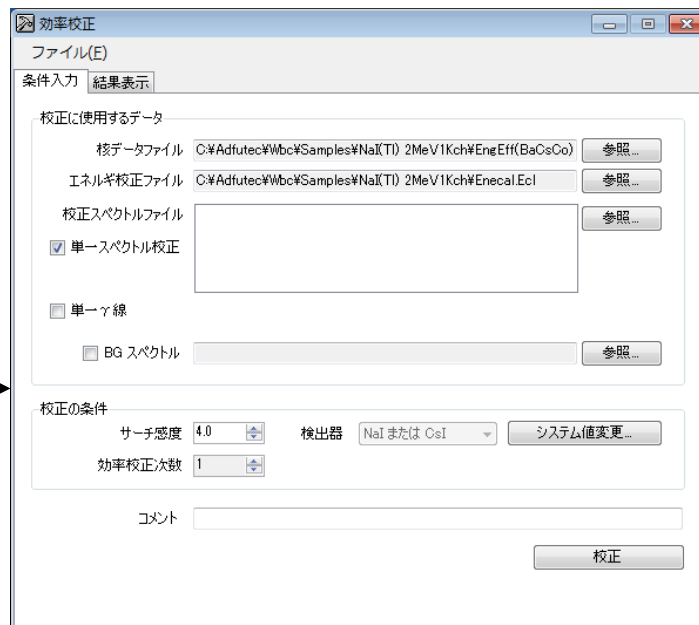 効率校正
ファイル(F)
条件入力 結果表示
校正に使用するデータ
核データファイル C:¥Adfutec¥Wbc¥Samples¥NaI(Tl) 2MeV1Kch¥EngEff(BaCsCo) 参照...
エネルギ校正ファイル C:¥Adfutec¥Wbc¥Samples¥NaI(Tl) 2MeV1Kch¥Enecal.Ecl 参照...
校正スペクトルファイル 参照...
単一スペクトル校正
単一γ線
BG スペクトル 参照...
校正の条件
サーチ感度 4.0 検出器 NaI または CsI システム値変更...
効率校正次数 1
コメント
校正